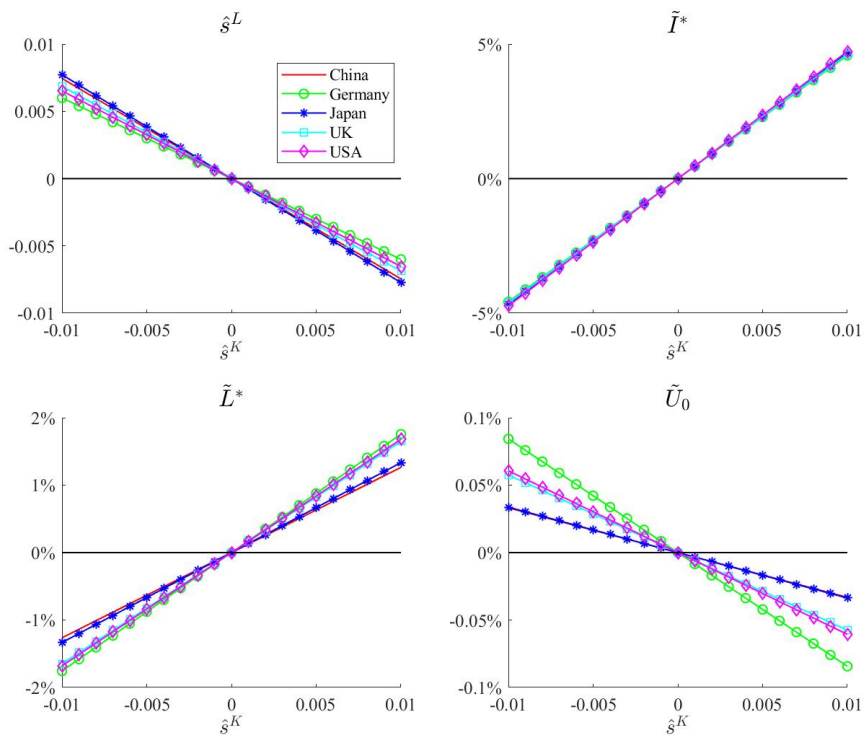 ŝ^L
0.01
0.005
0
-0.005
-0.01
-0.01 -0.005 0 0.005 0.01
ŝ^K
China
Germany
Japan
UK
USA
Ĩ*
5%
0%
-5%
-0.01 -0.005 0 0.005 0.01
ŝ^K
L̃*
2%
1%
0%
-1%
-2%
-0.01 -0.005 0 0.005 0.01
ŝ^K
Ũ₀
0.1%
0.05%
0%
-0.05%
-0.1%
-0.01 -0.005 0 0.005 0.01
ŝ^K